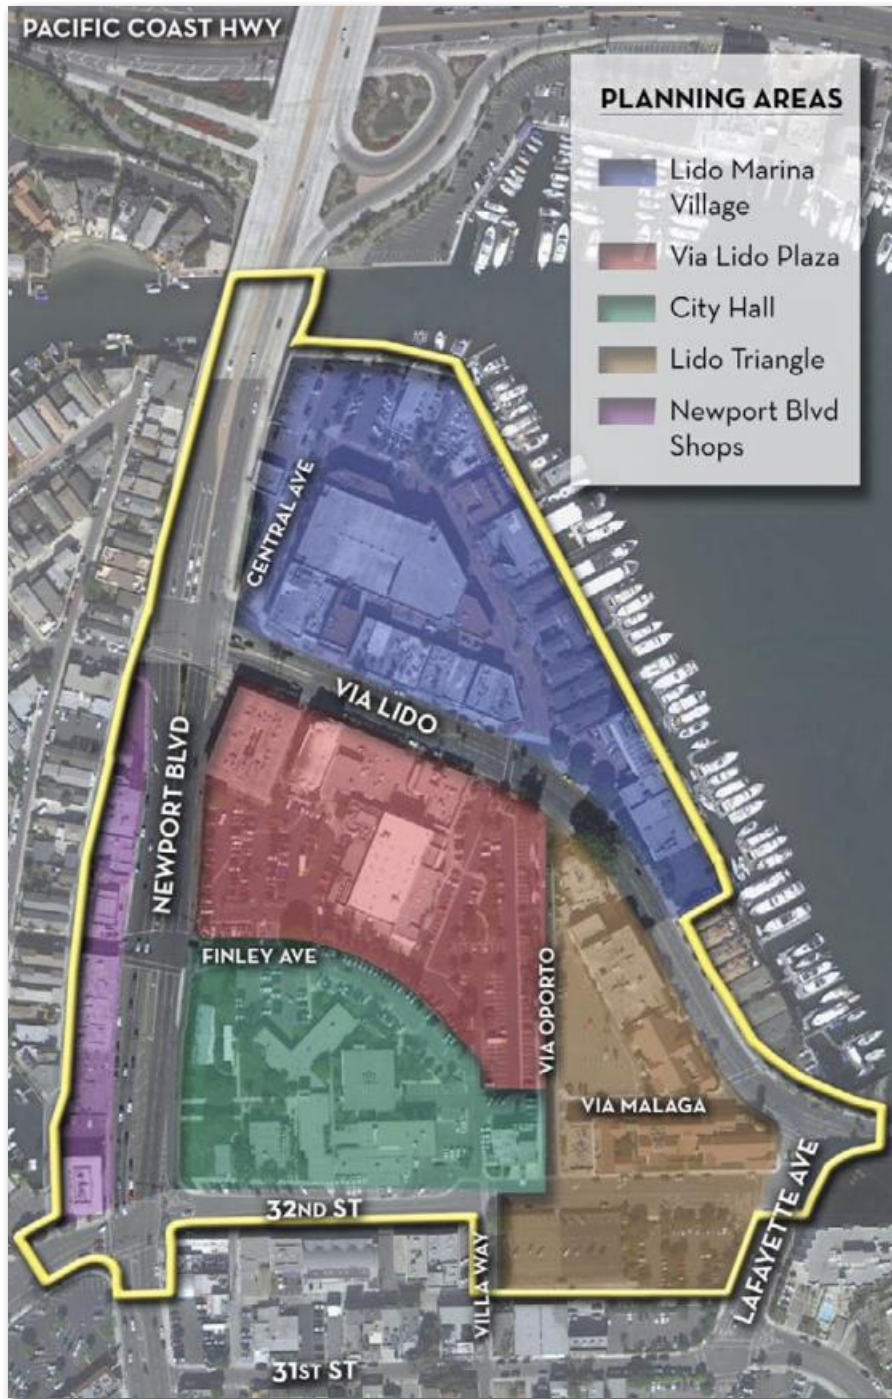 PACIFIC COAST HWY
PLANNING AREAS
Lido Marina
Village
Via Lido Plaza
City Hall
Lido Triangle
Newport Blvd
Shops
CENTRAL AVE
VIA LIDO
NEWPORT BLVD
FINLEY AVE
VIA OPORTO
VIA MALAGA
32ND ST
LAFAYETTE AVE
VILLA WAY
31ST ST